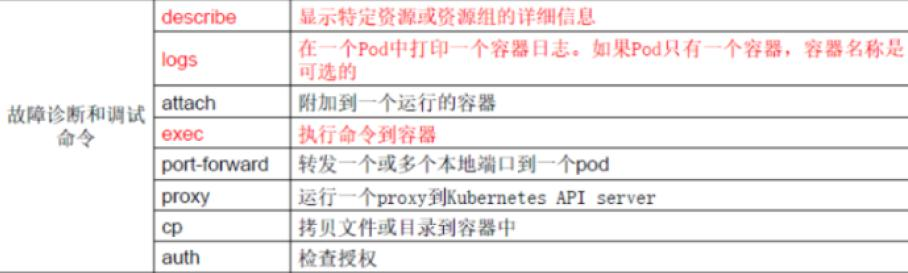 describe 显示特定资源或资源组的详细信息
logs 在一个Pod中打印一个容器日志。如果Pod只有一个容器，容器名称是
可选的
故障诊断和调试
命令
attach 附加到一个运行的容器
exec 执行命令到容器
port-forward 转发一个或多个本地端口到一个pod
proxy 运行一个proxy到Kubernetes API server
cp 拷贝文件或目录到容器中
auth 检查授权